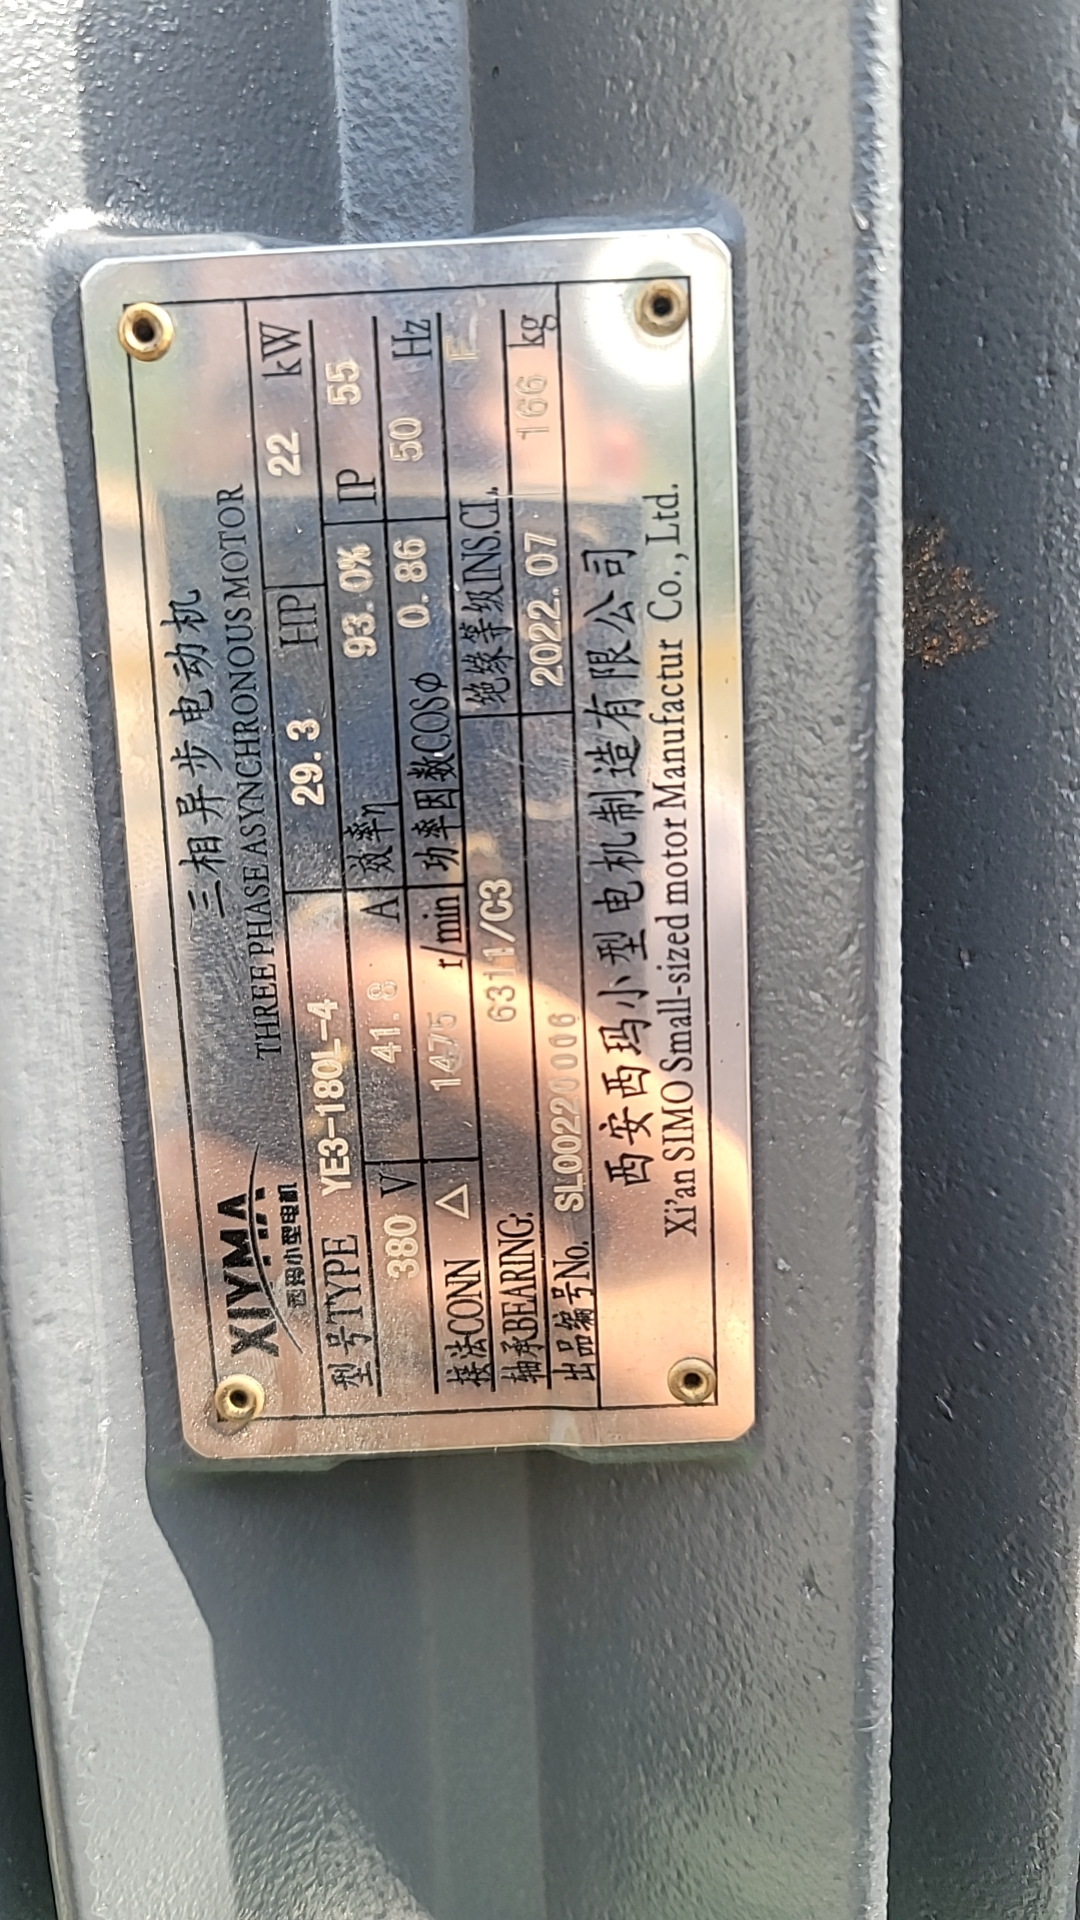 XIYMA
西玛小型电机
三相异步电动机
THREE PHASE ASYNCHRONOUS MOTOR
型号TYPE YE3-180L-4 29.3 HP 22 kW
380 V 41.8 A 效率η 93.0% IP 55
接法CONN △ 1475 r/min 功率因数COSΦ 0.86 50 Hz
轴承BEARING: 6311/C3 绝缘等级INS.CL. F
出品编号No. SL00220006 2022.07 166 kg
西安西玛小型电机制造有限公司
Xi'an SIMO Small-sized motor Manufactur Co.,Ltd.